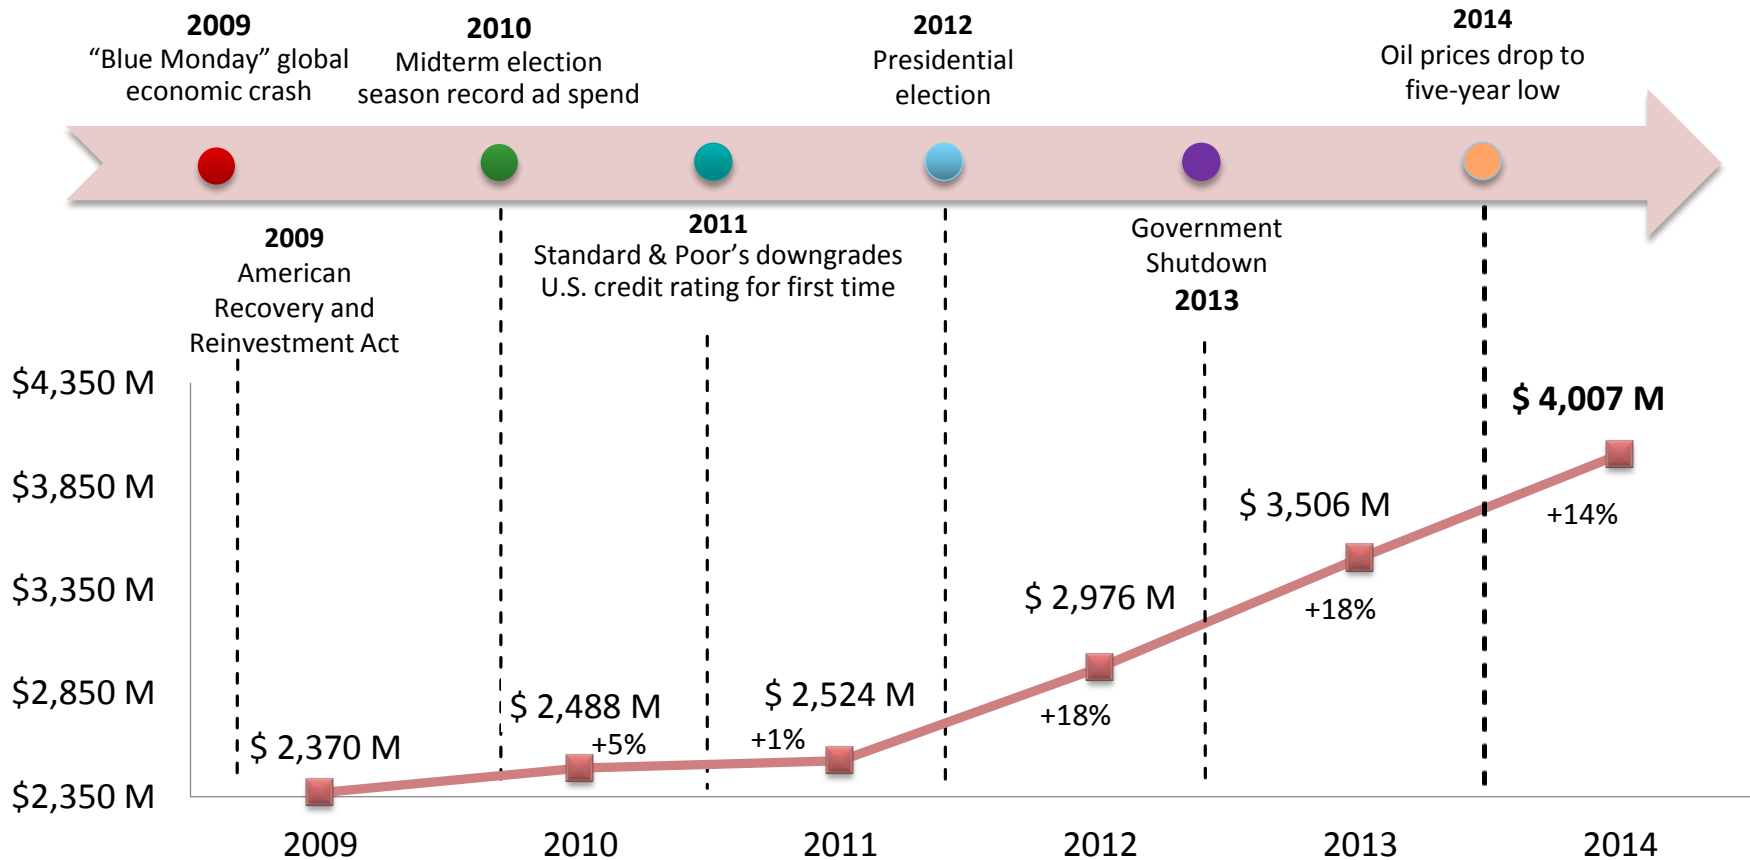 2009
“Blue Monday” global
economic crash
2010
Midterm election
season record ad spend
2012
Presidential
election
2014
Oil prices drop to
five-year low
2009
American
Recovery and
Reinvestment Act
2011
Standard & Poor’s downgrades
U.S. credit rating for first time
Government
Shutdown
2013
$4,350 M
$3,850 M
$3,350 M
$2,850 M
$2,350 M
$ 2,370 M
$ 2,488 M
+5%
$ 2,524 M
+1%
$ 2,976 M
+18%
$ 3,506 M
+18%
$ 4,007 M
+14%
2009
2010
2011
2012
2013
2014